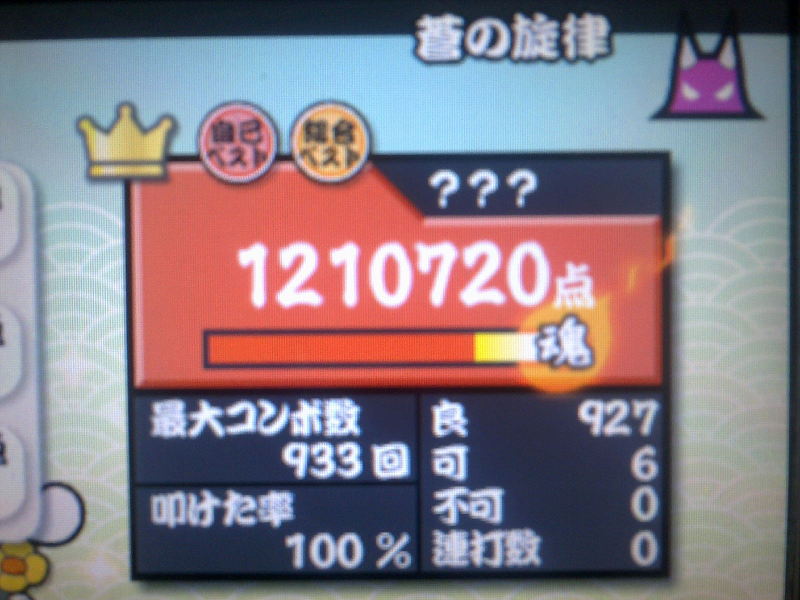 蒼の旋律
自己
ベスト
総合
ベスト
???
1210720点
魂
最大コンボ数
933回
叩けた率
100%
良 927
可 6
不可 0
連打数 0